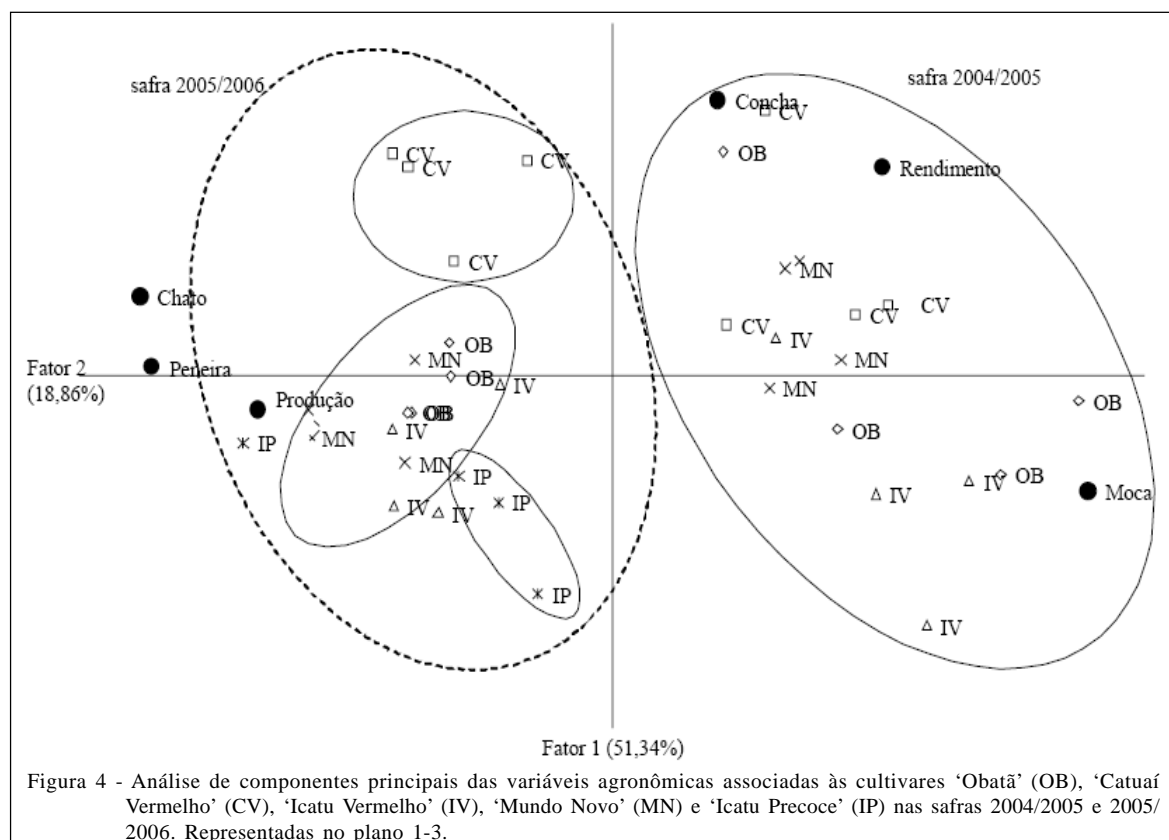 safra 2005/2006
safra 2004/2005
Concha
CV
OB
Rendimento
CV
CV
CV
CV
MN
Chato
CV
CV
CV
IV
OB
MN
MN
Peneira
Fator 2
(18,86%)
OB
IV
MN
Produção
OB
OB
OB
OB
IV
MN
IP
MN
IP
IV
OB
IP
IV
Moca
IV
IV
IP
IV
Fator 1 (51,34%)
Figura 4 - Análise de componentes principais das variáveis agronômicas associadas às cultivares ‘Obatã’ (OB), ‘Catuaí
Vermelho’ (CV), ‘Icatu Vermelho’ (IV), ‘Mundo Novo’ (MN) e ‘Icatu Precoce’ (IP) nas safras 2004/2005 e 2005/
2006. Representadas no plano 1-3.